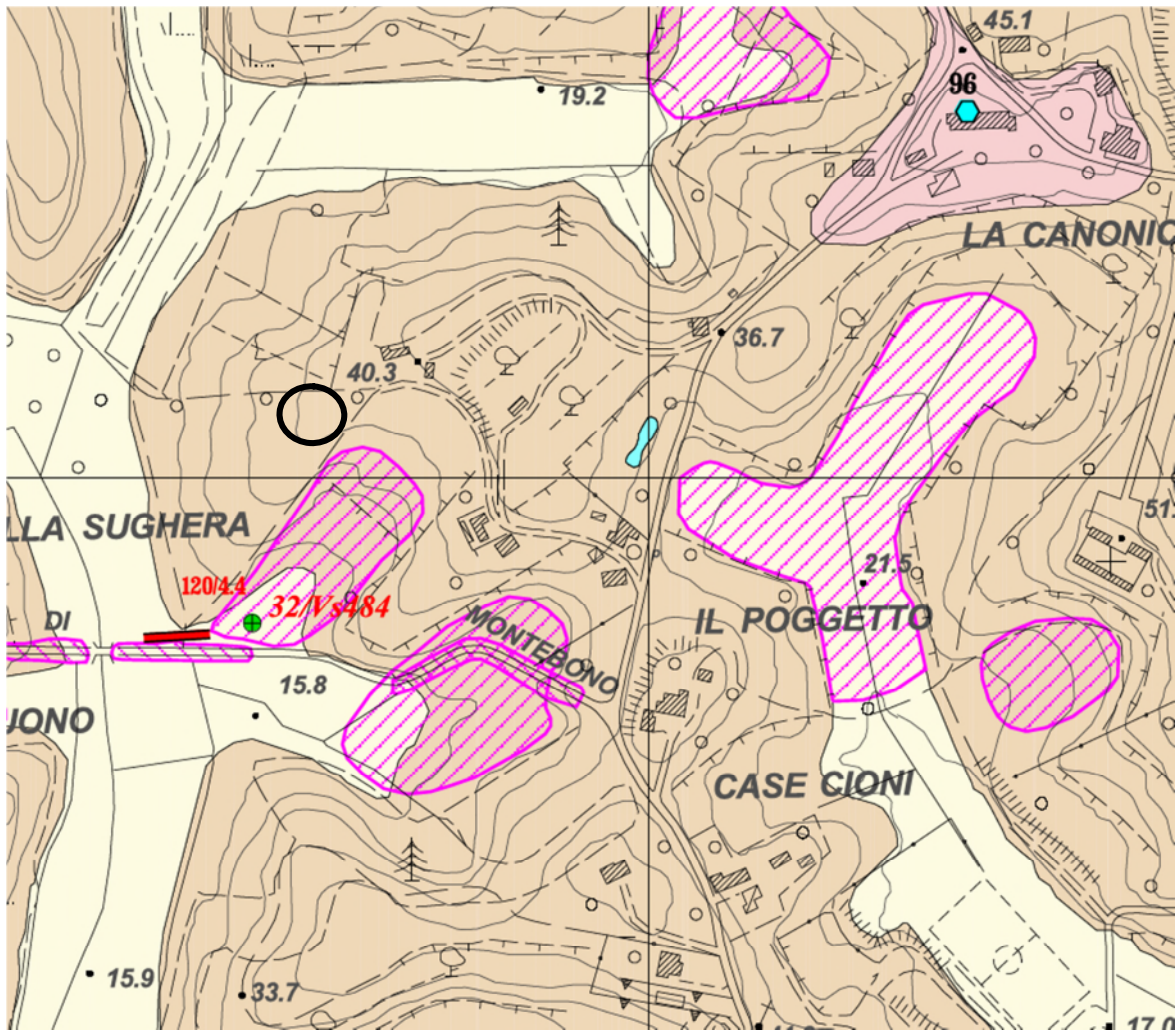 45.1
96
19.2
LA CANONIC
36.7
40.3
LLA SUGHERA
51.
120/4.4
32/Vs484
21.5
DI
MONTEBONO
IL POGGETTO
15.8
UONO
CASE CIONI
15.9
33.7
17.0